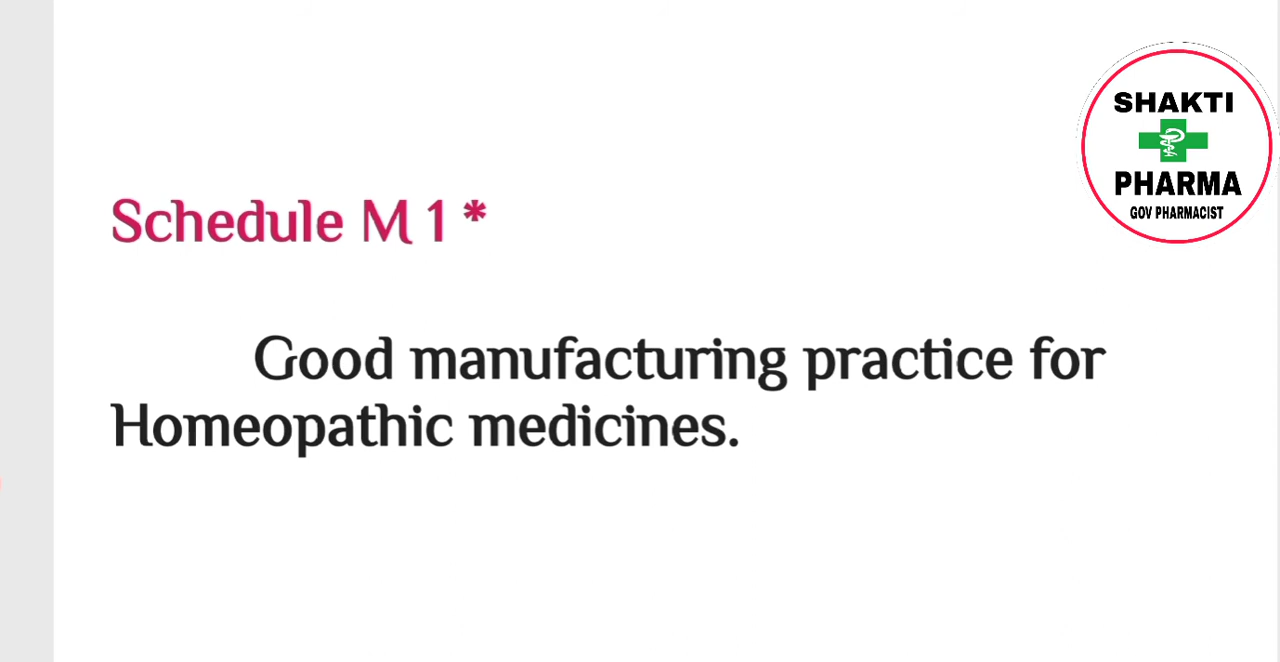 SHAKTI
PHARMA
GOV PHARMACIST
Schedule M 1 *
Good manufacturing practice for
Homeopathic medicines.